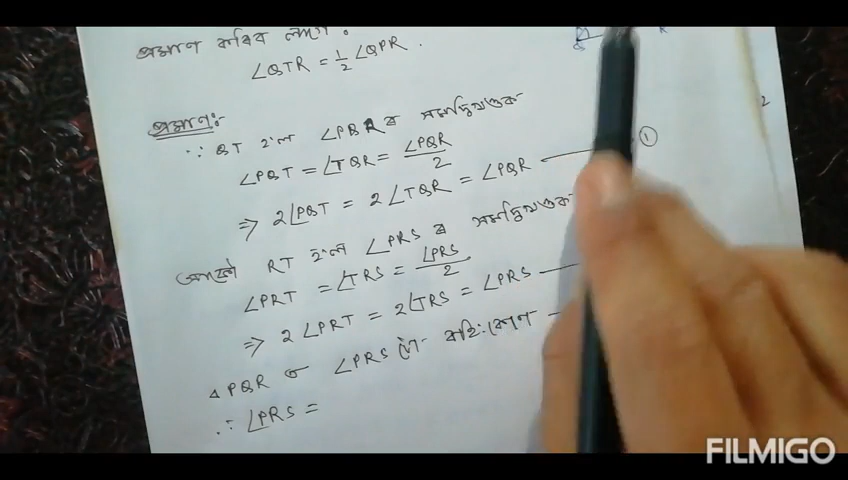 প্ৰমাণ কৰিব লাগে:
∠QTR = 1/2 ∠QPR.
প্ৰমাণ:-
∵ QT হ'ল ∠PQR ৰ সমদ্বিখণ্ডক
∠PQT = ∠TQR = ∠PQR/2
⇒ 2∠PQT = 2∠TQR = ∠PQR — ①
আকৌ RT হ'ল ∠PRS ৰ সমদ্বিখণ্ডক
∠PRT = ∠TRS = ∠PRS/2
⇒ 2∠PRT = 2∠TRS = ∠PRS —
△PQR ত ∠PRS বহিঃকোণ —
∴ ∠PRS =
Q R
2
FILMIGO